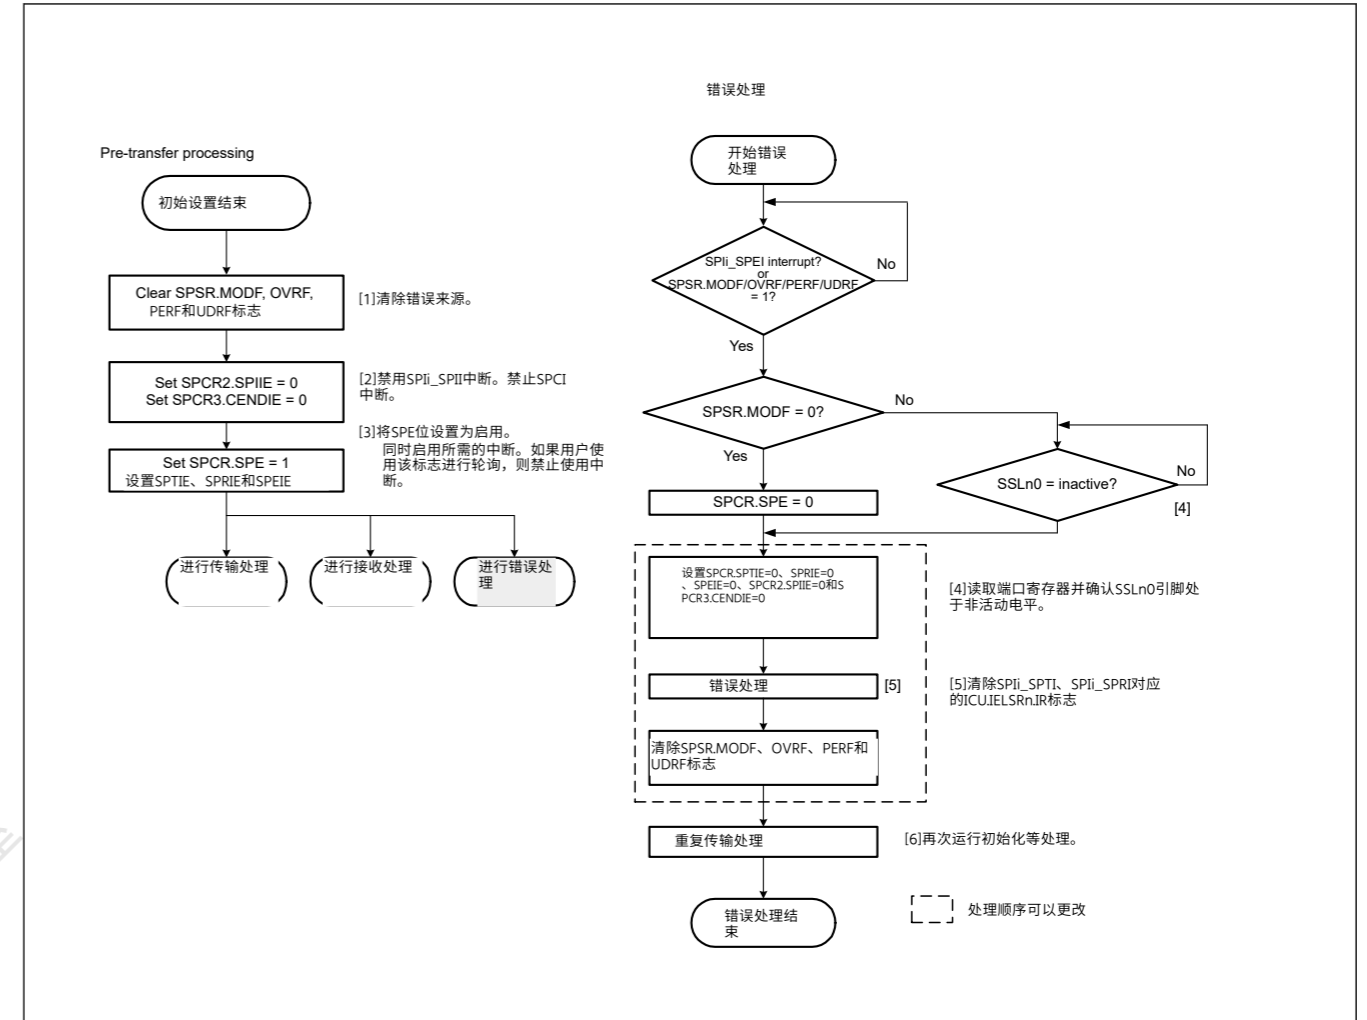 错误处理
Pre-transfer processing
初始设置结束
Clear SPSR.MODF, OVRF,
PERF和UDRF标志
[1]清除错误来源。
Set SPCR2.SPIIE = 0
Set SPCR3.CENDIE = 0
[2]禁用SPIi_SPII中断。禁止SPCI
中断。
[3]将SPE位设置为启用。
同时启用所需的中断。如果用户使
用该标志进行轮询，则禁止使用中
断。
Set SPCR.SPE = 1
设置SPTIE、SPRIE和SPEIE
进行传输处理
进行接收处理
进行错误处
理
开始错误
处理
SPIi_SPEI interrupt?
or
SPSR.MODF/OVRF/PERF/UDRF
= 1?
No
Yes
SPSR.MODF = 0?
No
Yes
SSLn0 = inactive?
No
[4]
SPCR.SPE = 0
设置SPCR.SPTIE=0、SPRIE=0
、SPEIE=0、SPCR2.SPIIE=0和S
PCR3.CENDIE=0
[4]读取端口寄存器并确认SSLn0引脚处
于非活动电平。
错误处理
[5]
[5]清除SPIi_SPTI、SPIi_SPRI对应
的ICU.IELSRn.IR标志
清除SPSR.MODF、OVRF、PERF和
UDRF标志
重复传输处理
[6]再次运行初始化等处理。
错误处理结
束
处理顺序可以更改